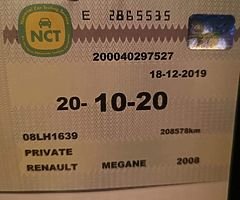 E 2865535
NCT
200040297527
18-12-2019
20- 10-20
08LH1639
208578km
PRIVATE
RENAULT MEGANE 2008